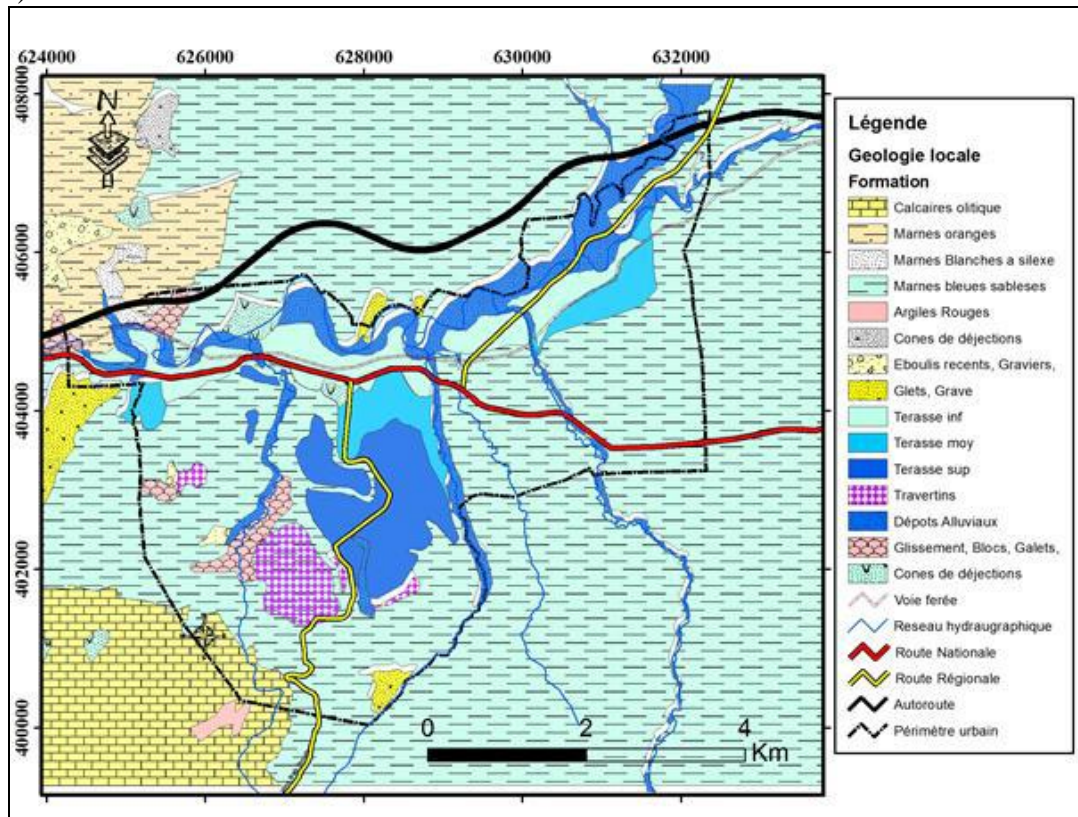 )
624000 626000 628000 630000 632000
408000
406000
404000
402000
400000
N
0 2 4
Km
Légende
Geologie locale
Formation
Calcaires olitique
Marnes oranges
Marnes Blanches a silexe
Marnes bleues sableses
Argiles Rouges
Cones de déjections
Eboulis recents, Graviers,
Glets, Grave
Terasse inf
Terasse moy
Terasse sup
Travertins
Dépots Alluviaux
Glissement, Blocs, Galets,
Cones de déjections
Voie ferée
Reseau hydraugraphique
Route Nationale
Route Régionale
Autoroute
Périmètre urbain